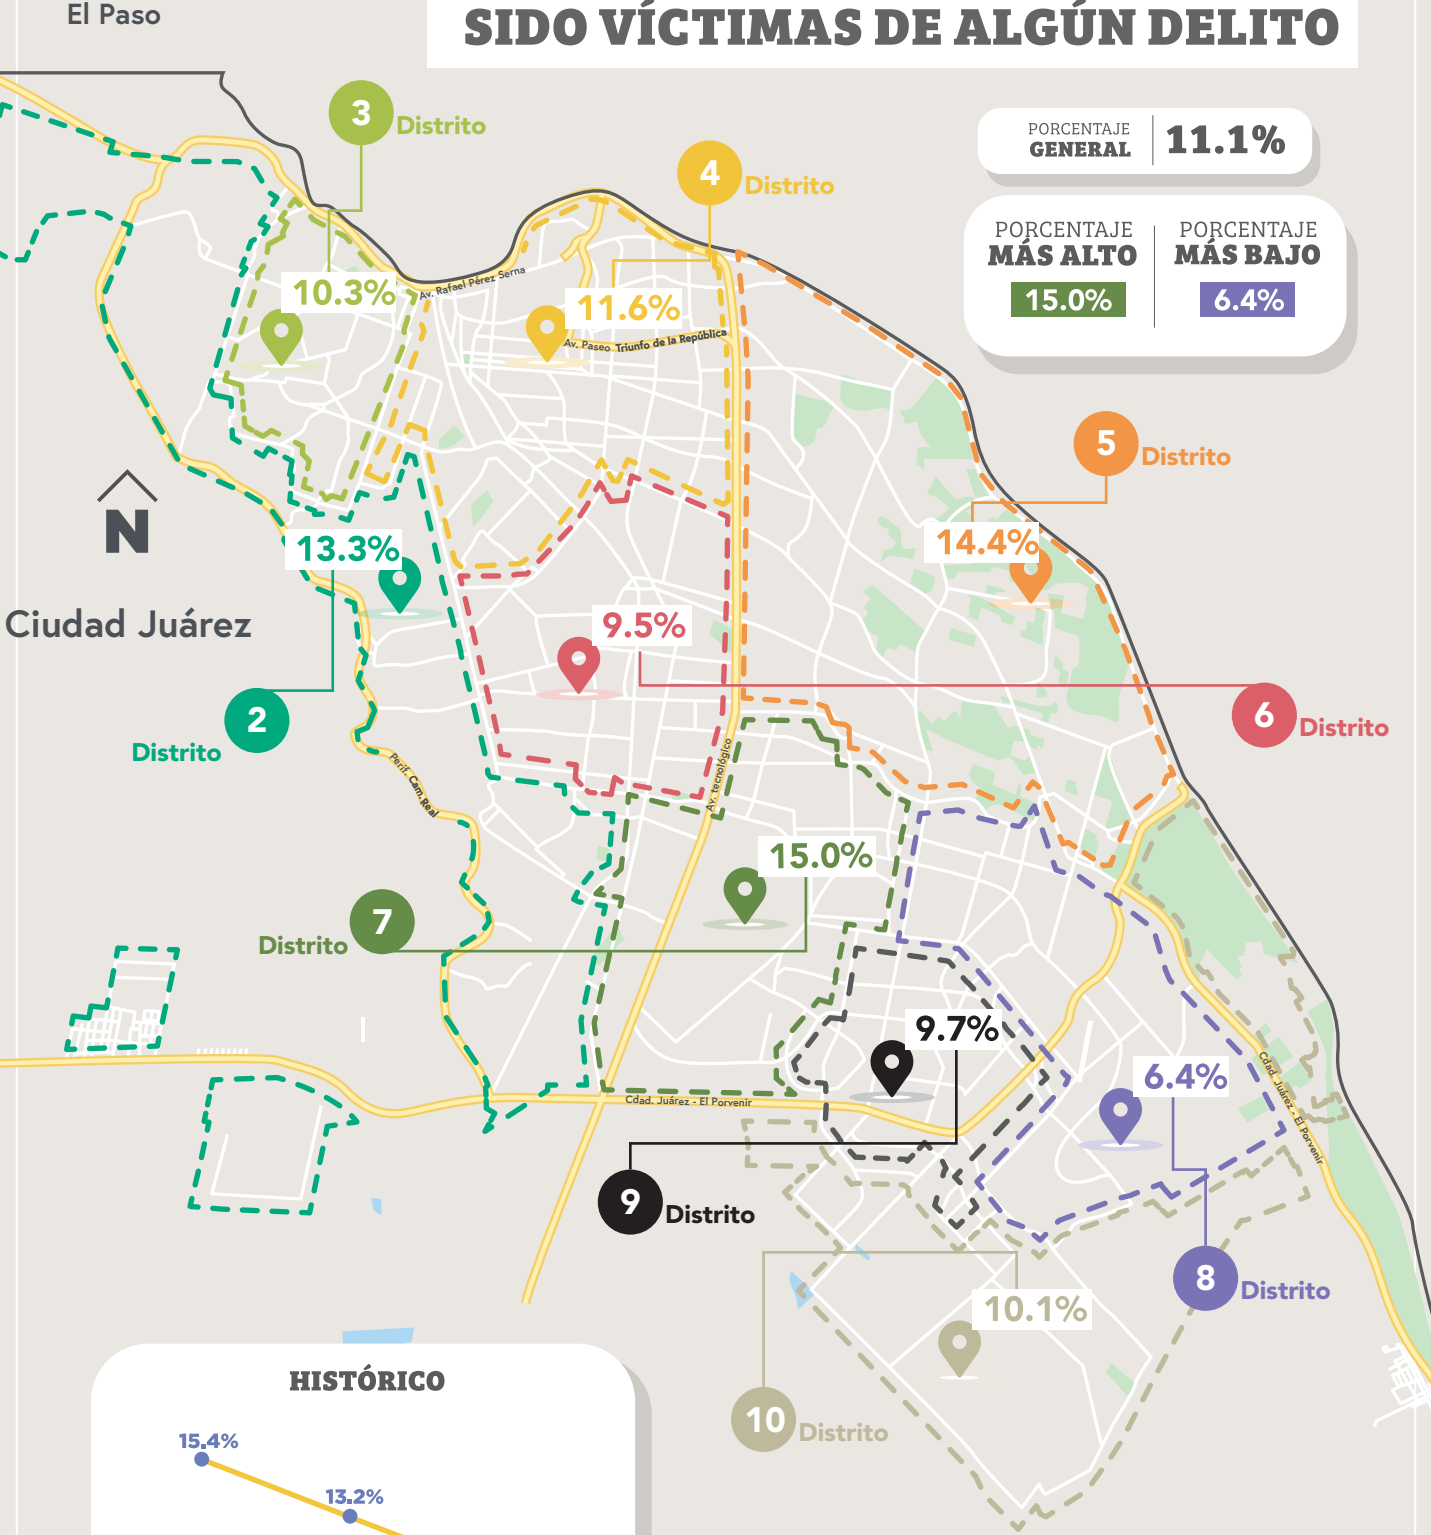 El Paso
SIDO VÍCTIMAS DE ALGÚN DELITO
3
Distrito
4
Distrito
PORCENTAJE
GENERAL
11.1%
PORCENTAJE
MÁS ALTO
15.0%
PORCENTAJE
MÁS BAJO
6.4%
10.3%
Av. Rafael Pérez Serna
11.6%
Av. Paseo Triunfo de la República
5
Distrito
N
13.3%
14.4%
Ciudad Juárez
9.5%
2
Distrito
6
Distrito
Perif. Cam. Real
Av. tecnológico
15.0%
7
Distrito
9.7%
6.4%
Cdad. Juárez - El Porvenir
Cdad. Juárez - El Porvenir
9
Distrito
8
Distrito
10.1%
10
Distrito
HISTÓRICO
15.4%
13.2%